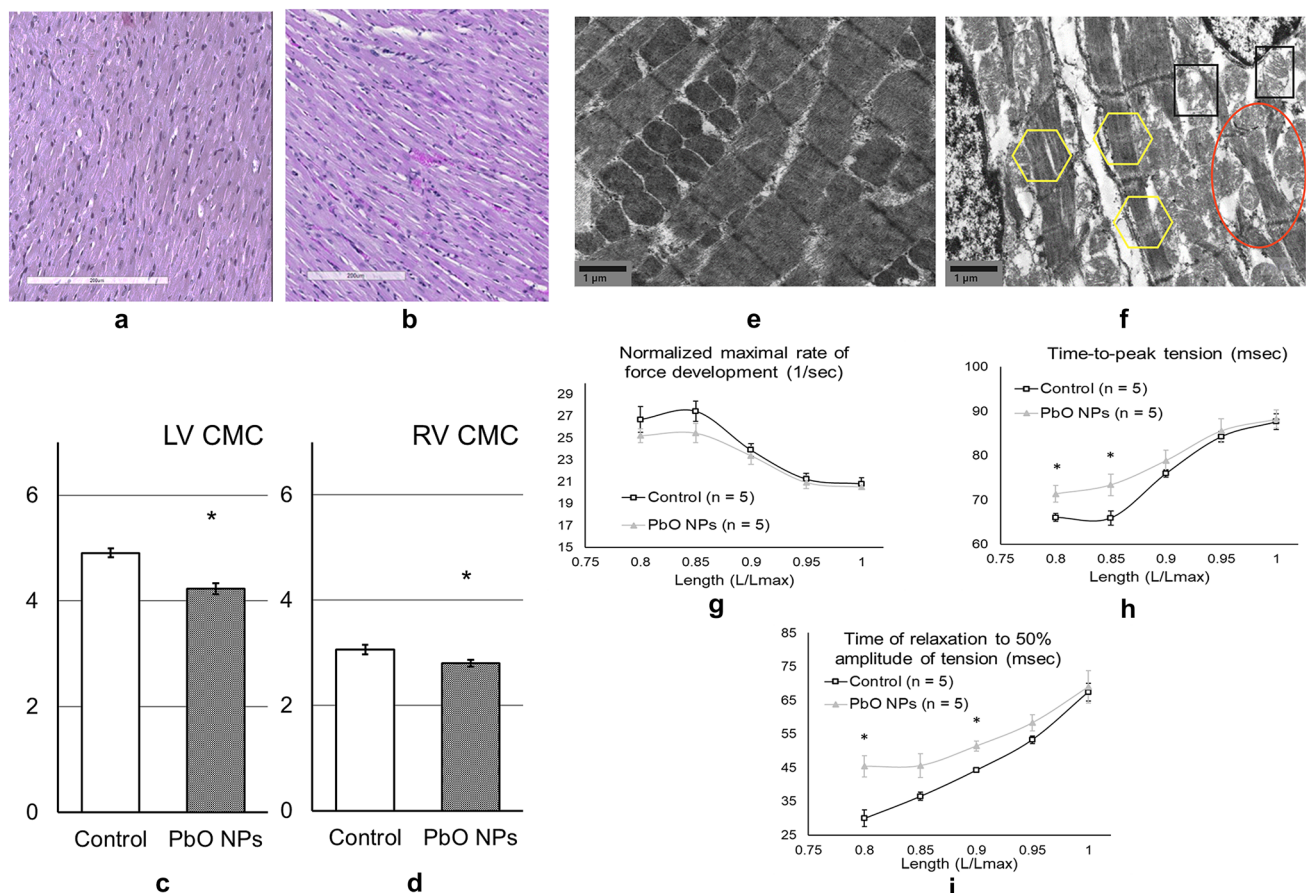 200um
200um
1 µm
1 µm
a
b
e
f
LV CMC
6
4
2
0
*
Control PbO NPs
c
RV CMC
6
4
2
0
*
Control PbO NPs
d
Normalized maximal rate of
force development (1/sec)
29
27
25
23
21
19
17
15
Control (n = 5)
PbO NPs (n = 5)
0.75 0.8 0.85 0.9 0.95 1
Length (L/Lmax)
g
Time-to-peak tension (msec)
100
90
80
70
60
Control (n = 5)
PbO NPs (n = 5)
* *
0.75 0.8 0.85 0.9 0.95 1
Length (L/Lmax)
h
Time of relaxation to 50%
amplitude of tension (msec)
85
75
65
55
45
35
25
Control (n = 5)
PbO NPs (n = 5)
* *
0.75 0.8 0.85 0.9 0.95 1
Length (L/Lmax)
i